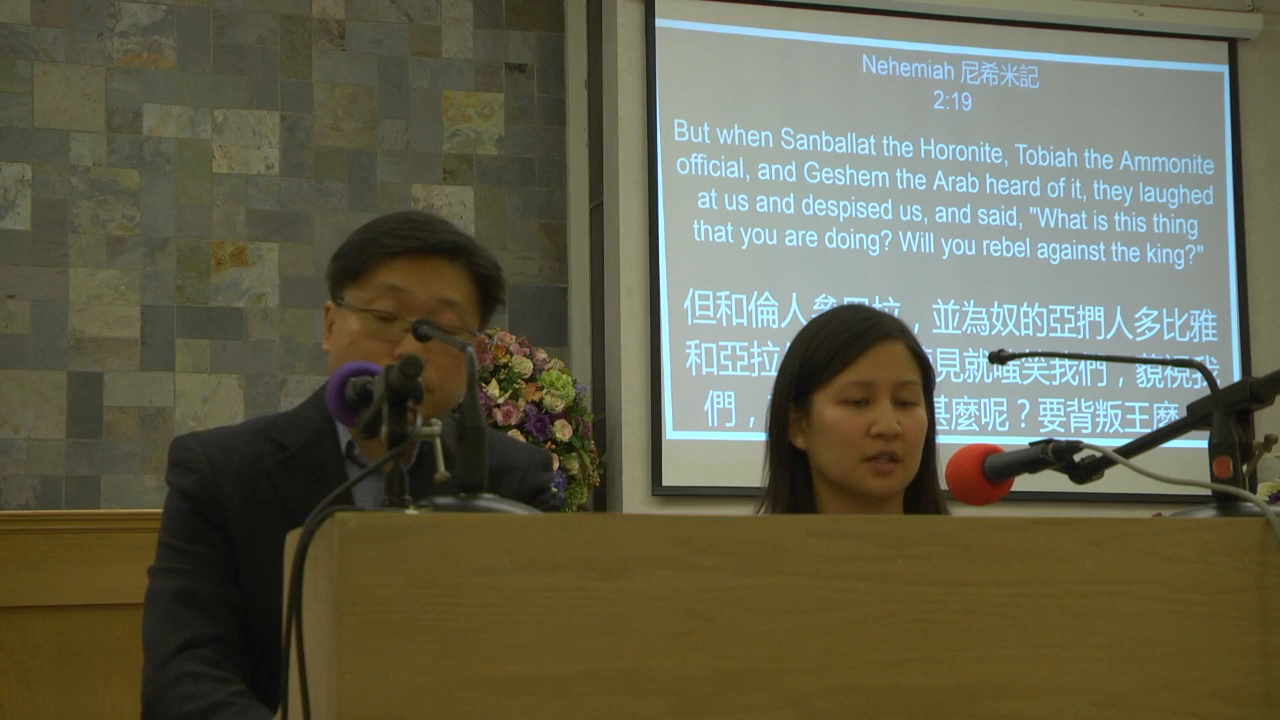 Nehemiah 尼希米記
2:19
But when Sanballat the Horonite, Tobiah the Ammonite
official, and Geshem the Arab heard of it, they laughed
at us and despised us, and said, "What is this thing
that you are doing? Will you rebel against the king?"
但和倫人參巴拉，並為奴的亞捫人多比雅
和亞拉 見就嗤笑我們，藐視我
們， 甚麼呢？要背叛王麼